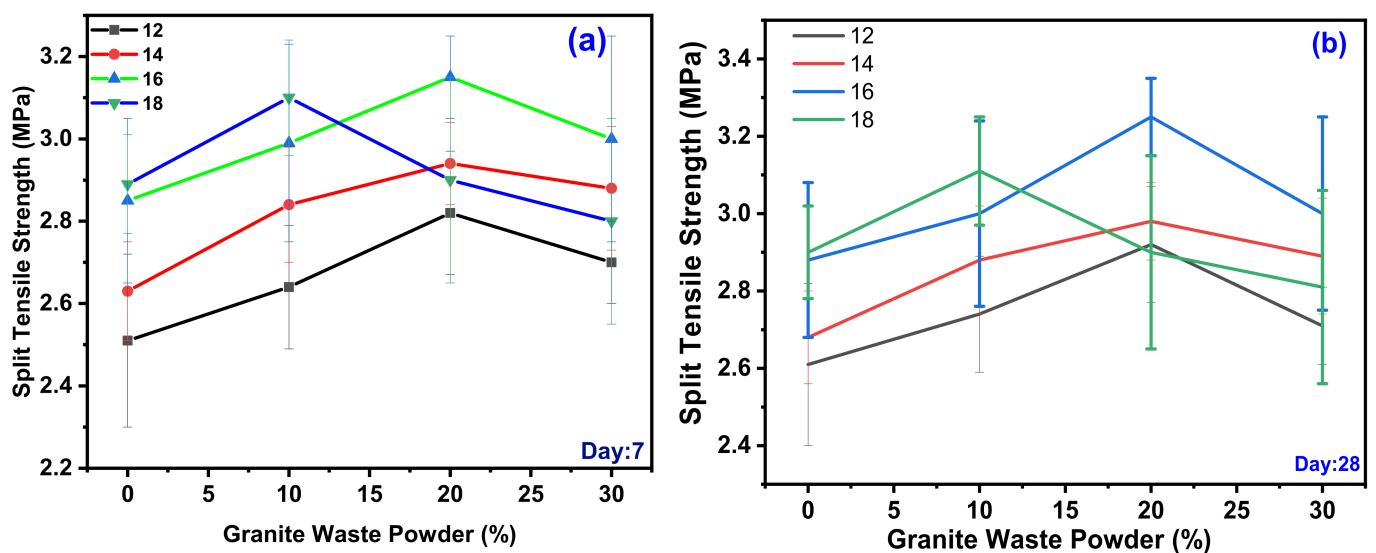 (a)
12
14
16
18
3.2
3.0
2.8
2.6
2.4
2.2
Split Tensile Strength (MPa)
Day:7
0 5 10 15 20 25 30
Granite Waste Powder (%)
(b)
12
14
16
18
3.4
3.2
3.0
2.8
2.6
2.4
Split Tensile Strength (MPa)
Day:28
0 5 10 15 20 25 30
Granite Waste Powder (%)